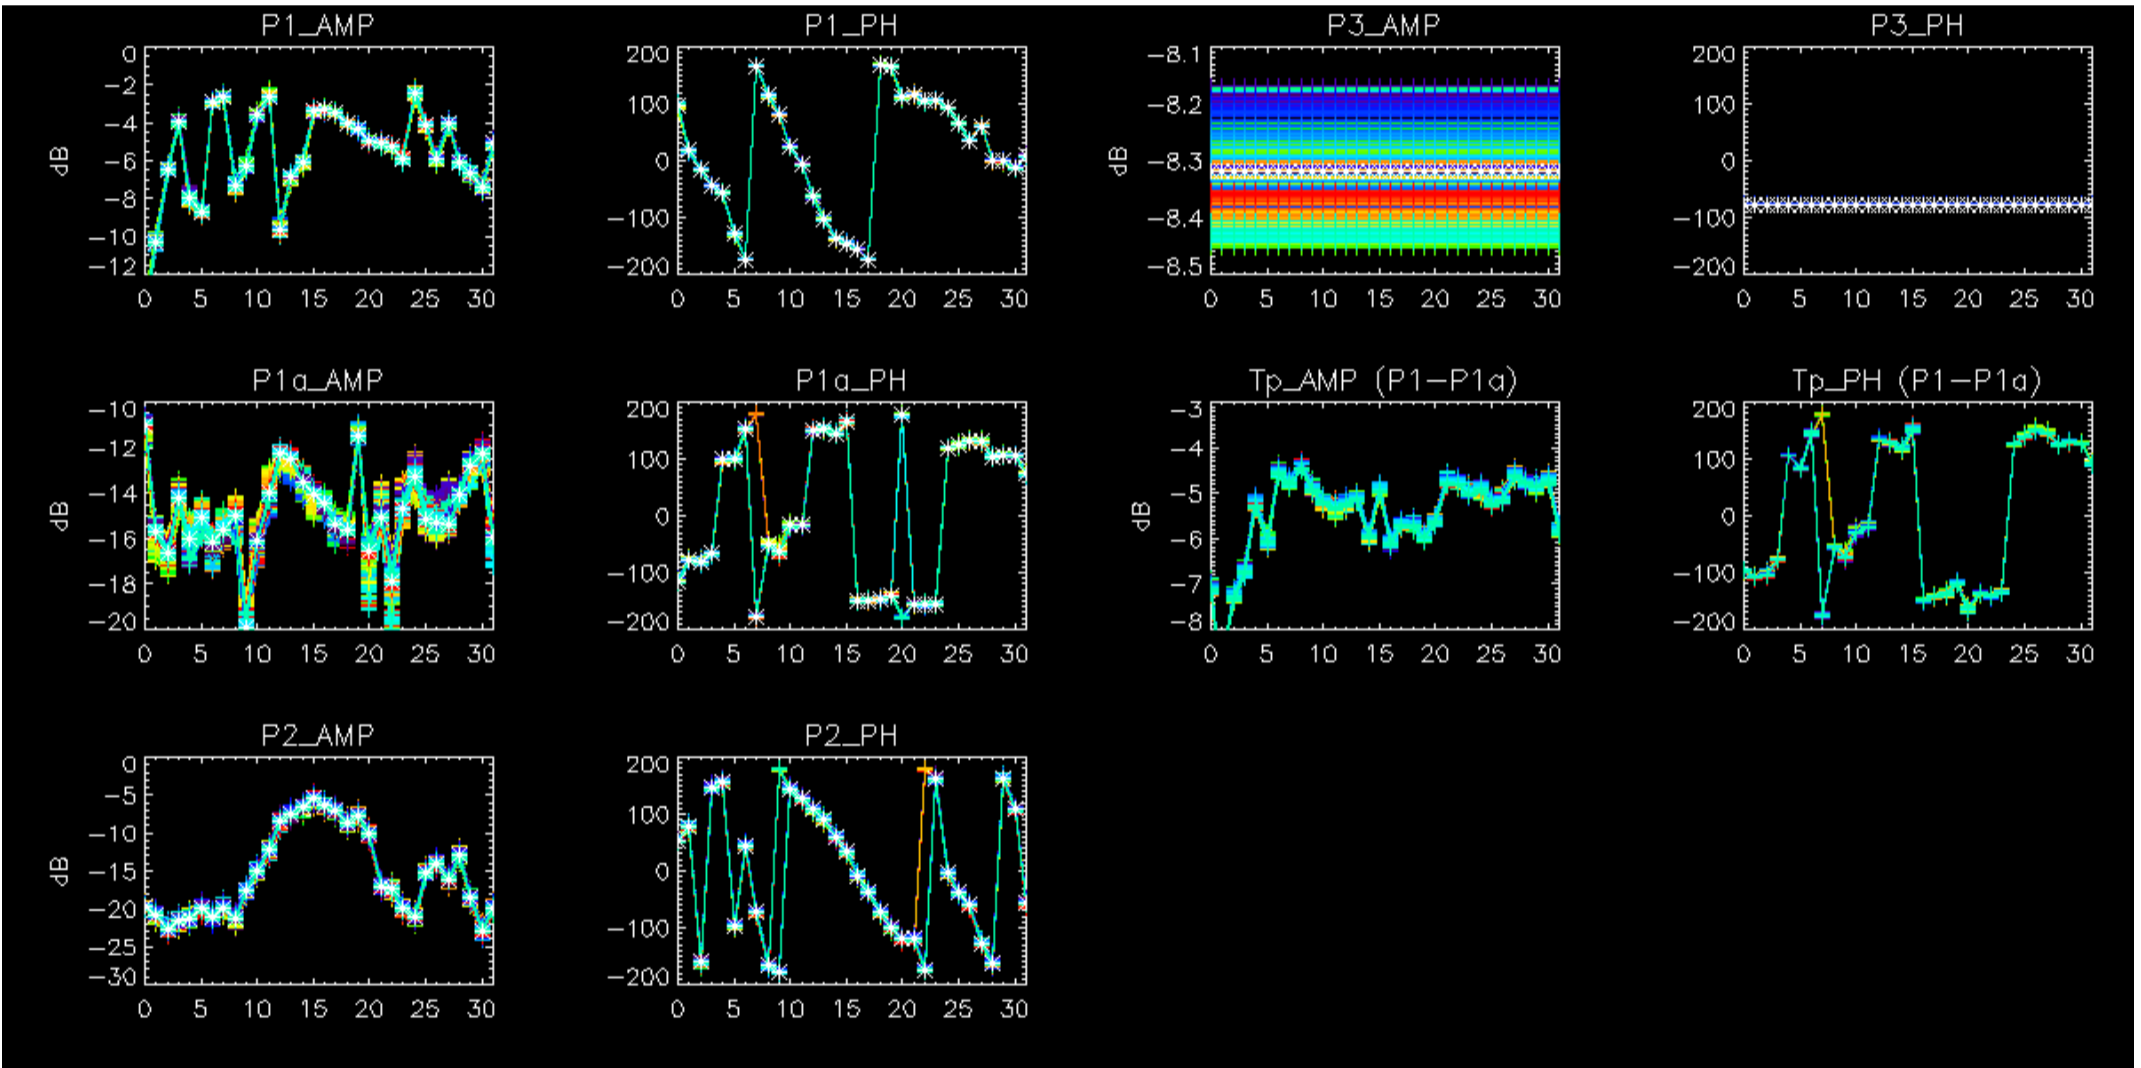 P1_AMP
P1_PH
P3_AMP
P3_PH
0
-2
-4
-6
-8
-10
-12
dB
0 5 10 15 20 25 30
200
100
0
-100
-200
0 5 10 15 20 25 30
-8.1
-8.2
-8.3
-8.4
-8.5
dB
0 5 10 15 20 25 30
200
100
0
-100
-200
0 5 10 15 20 25 30
P1a_AMP
P1a_PH
Tp_AMP (P1-P1a)
Tp_PH (P1-P1a)
-10
-12
-14
-16
-18
-20
dB
0 5 10 15 20 25 30
200
100
0
-100
-200
0 5 10 15 20 25 30
-3
-4
-5
-6
-7
-8
dB
0 5 10 15 20 25 30
200
100
0
-100
-200
0 5 10 15 20 25 30
P2_AMP
P2_PH
0
-5
-10
-15
-20
-25
-30
dB
0 5 10 15 20 25 30
200
100
0
-100
-200
0 5 10 15 20 25 30